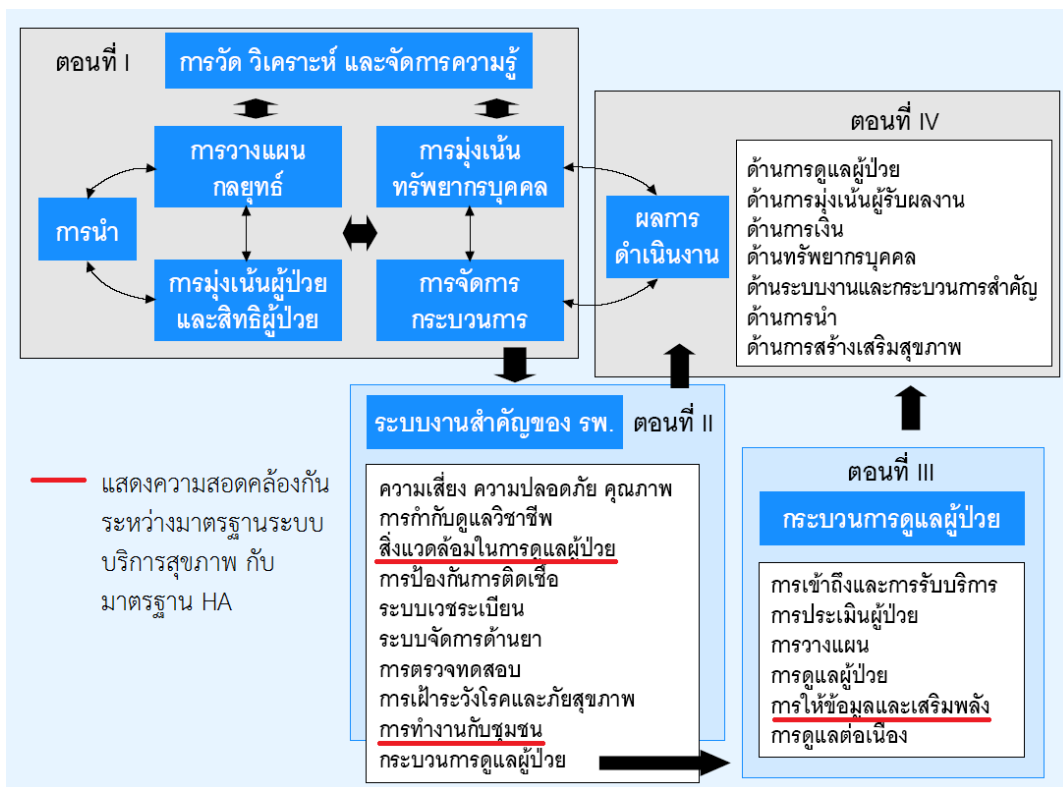 ตอนที่ I
การวัด วิเคราะห์ และจัดการความรู้
การวางแผน
กลยุทธ์
การมุ่งเน้น
ทรัพยากรบุคคล
การนำ
การมุ่งเน้นผู้ป่วย
และสิทธิผู้ป่วย
การจัดการ
กระบวนการ
ตอนที่ IV
ผลการ
ดำเนินงาน
ด้านการดูแลผู้ป่วย
ด้านการมุ่งเน้นผู้รับผลงาน
ด้านการเงิน
ด้านทรัพยากรบุคคล
ด้านระบบงานและกระบวนการสำคัญ
ด้านการนำ
ด้านการสร้างเสริมสุขภาพ
ระบบงานสำคัญของ รพ.
ตอนที่ II
ความเสี่ยง ความปลอดภัย คุณภาพ
การกำกับดูแลวิชาชีพ
สิ่งแวดล้อมในการดูแลผู้ป่วย
การป้องกันการติดเชื้อ
ระบบเวชระเบียน
ระบบจัดการด้านยา
การตรวจทดสอบ
การเฝ้าระวังโรคและภัยสุขภาพ
การทำงานกับชุมชน
กระบวนการดูแลผู้ป่วย
ตอนที่ III
กระบวนการดูแลผู้ป่วย
การเข้าถึงและการรับบริการ
การประเมินผู้ป่วย
การวางแผน
การดูแลผู้ป่วย
การให้ข้อมูลและเสริมพลัง
การดูแลต่อเนื่อง
แสดงความสอดคล้องกัน
ระหว่างมาตรฐานระบบ
บริการสุขภาพ กับ
มาตรฐาน HA